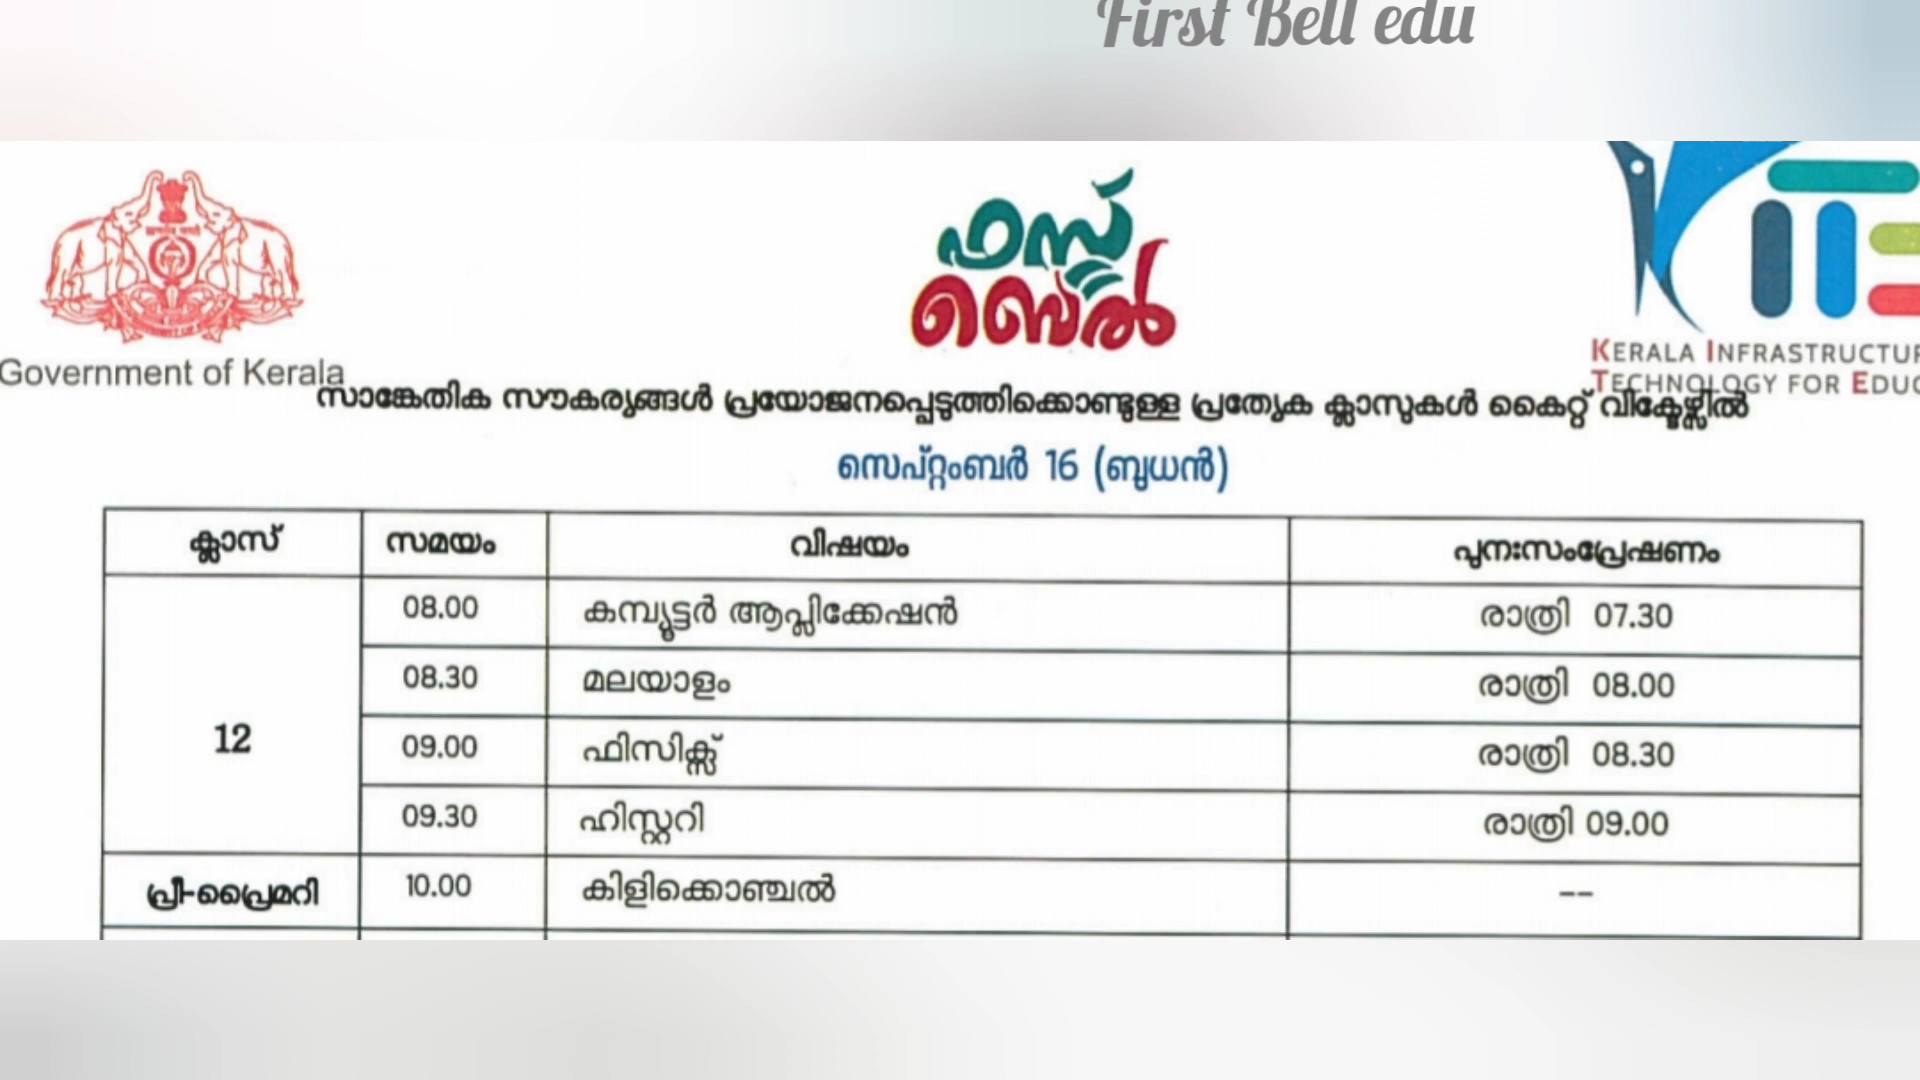 First Bell edu
ഫസ്റ്റ്
ബെൽ
Government of Kerala
KERALA INFRASTRUCTUR
TECHNOLOGY FOR EDUC
സാങ്കേതിക സൗകര്യങ്ങൾ പ്രയോജനപ്പെടുത്തിക്കൊണ്ടുള്ള പ്രത്യേക ക്ലാസുകൾ കൈറ്റ് വിക്ടേഴ്സിൽ
സെപ്റ്റംബർ 16 (ബുധൻ)
ക്ലാസ് സമയം വിഷയം പുനഃസംപ്രേഷണം
08.00 കമ്പ്യൂട്ടർ ആപ്ലിക്കേഷൻ രാത്രി 07.30
08.30 മലയാളം രാത്രി 08.00
12 09.00 ഫിസിക്സ് രാത്രി 08.30
09.30 ഹിസ്റ്ററി രാത്രി 09.00
പ്രീ-പ്രൈമറി 10.00 കിളിക്കൊഞ്ചൽ --